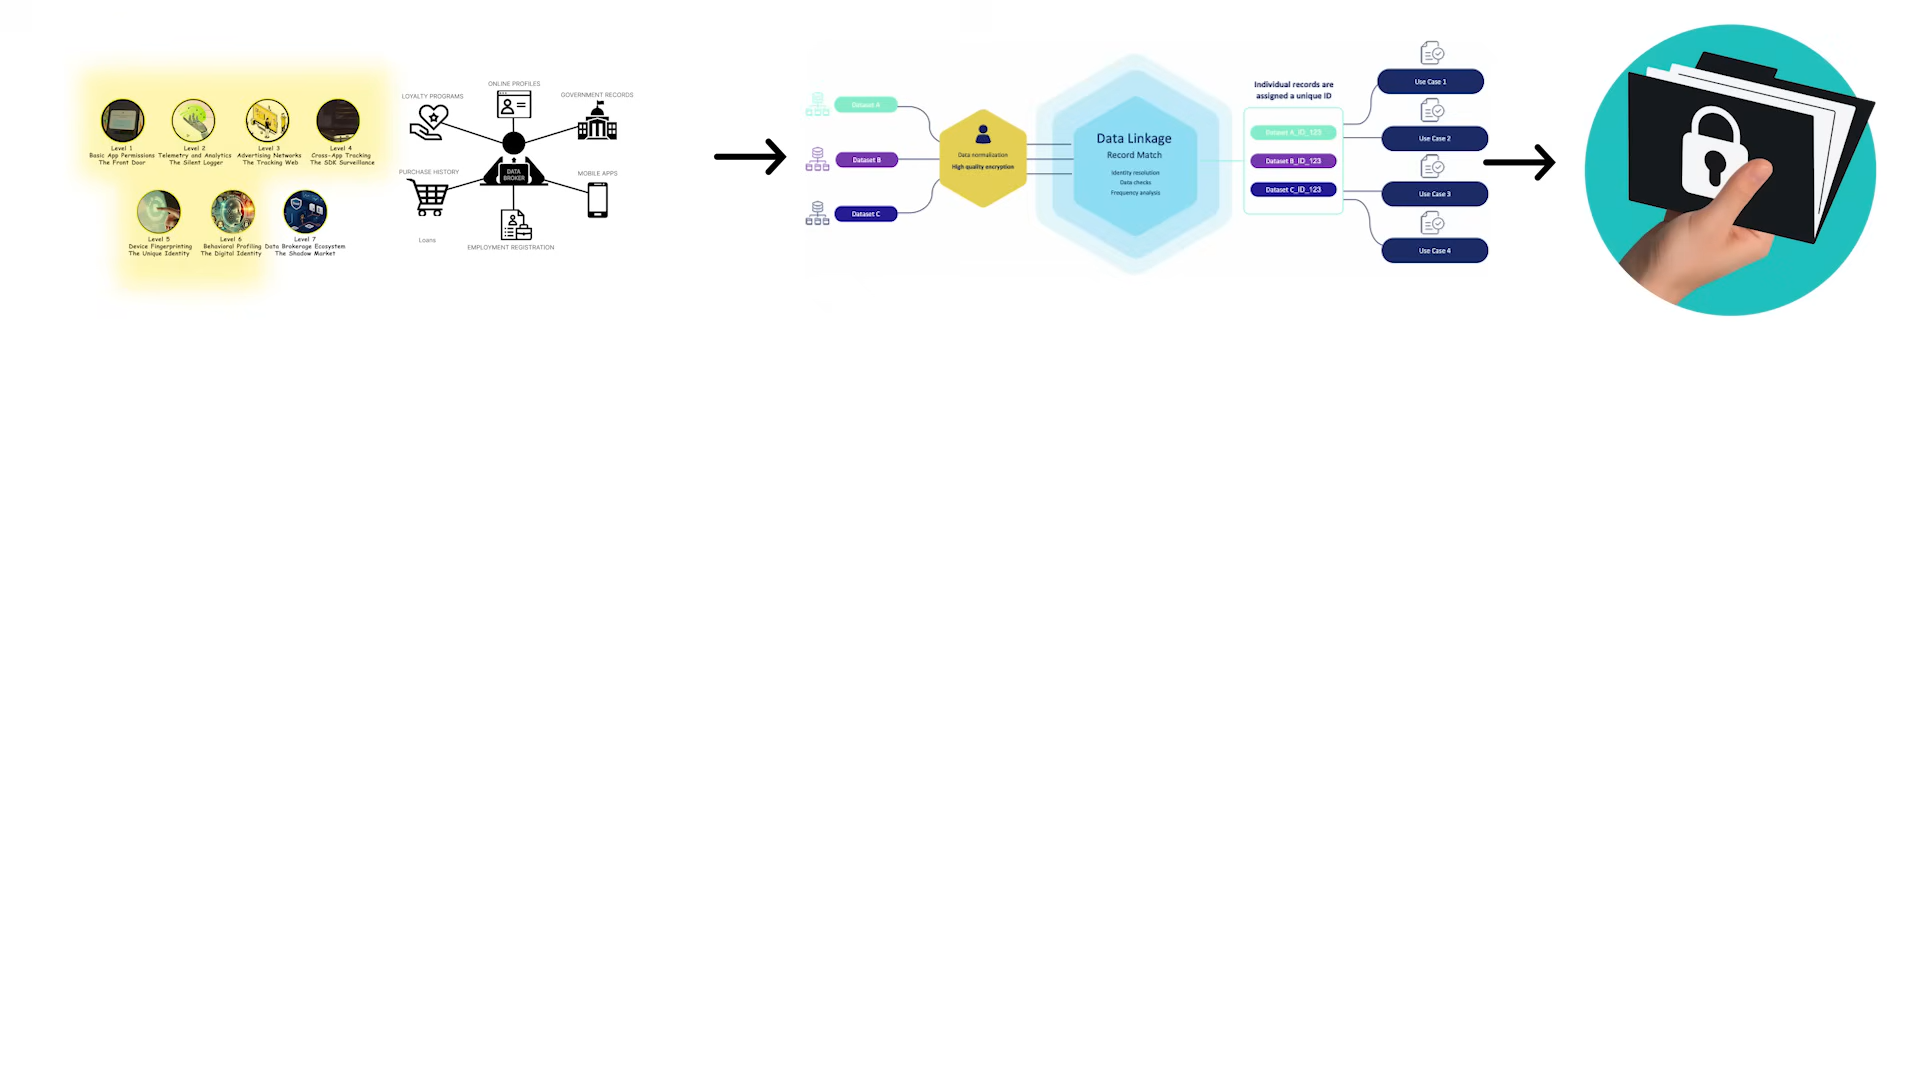 Level 1
Basic App Permissions
The Front Door
Level 2
Telemetry and Analytics
The Silent Logger
Level 3
Advertising Networks
The Tracking Web
Level 4
Cross-App Tracking
The SDK Surveillance
Level 5
Device Fingerprinting
The Unique Identity
Level 6
Behavioral Profiling
The Digital Identity
Level 7
Data Brokerage Ecosystem
The Shadow Market
LOYALTY PROGRAMS
ONLINE PROFILES
GOVERNMENT RECORDS
PURCHASE HISTORY
DATA
BROKER
MOBILE APPS
Loans
EMPLOYMENT REGISTRATION
Dataset A
Dataset B
Dataset C
Data normalization
High quality encryption
Data Linkage
Record Match
Identity resolution
Data checks
Frequency analysis
Individual records are
assigned a unique ID
Dataset A_ID_123
Dataset B_ID_123
Dataset C_ID_123
Use Case 1
Use Case 2
Use Case 3
Use Case 4